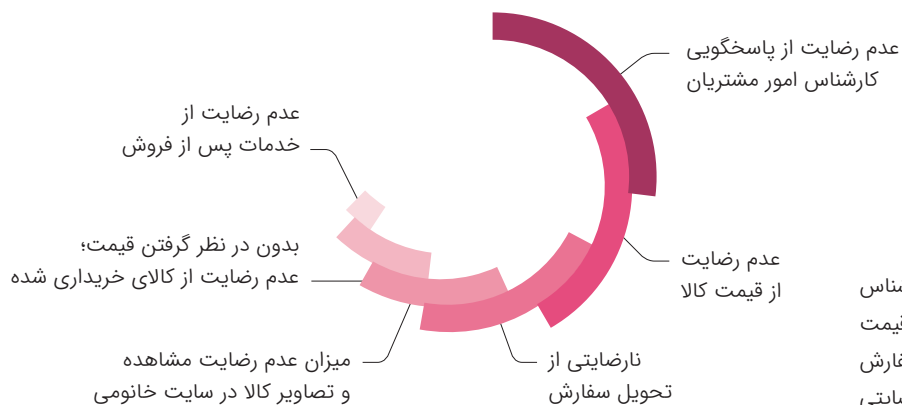 عدم رضایت از پاسخگویی
کارشناس امور مشتریان
عدم رضایت از
خدمات پس از فروش
بدون در نظر گرفتن قیمت؛
عدم رضایت از کالای خریداری شده
عدم رضایت
از قیمت کالا
میزان عدم رضایت مشاهده
و تصاویر کالا در سایت خانومی
نارضایتی از
تحویل سفارش
قیمت